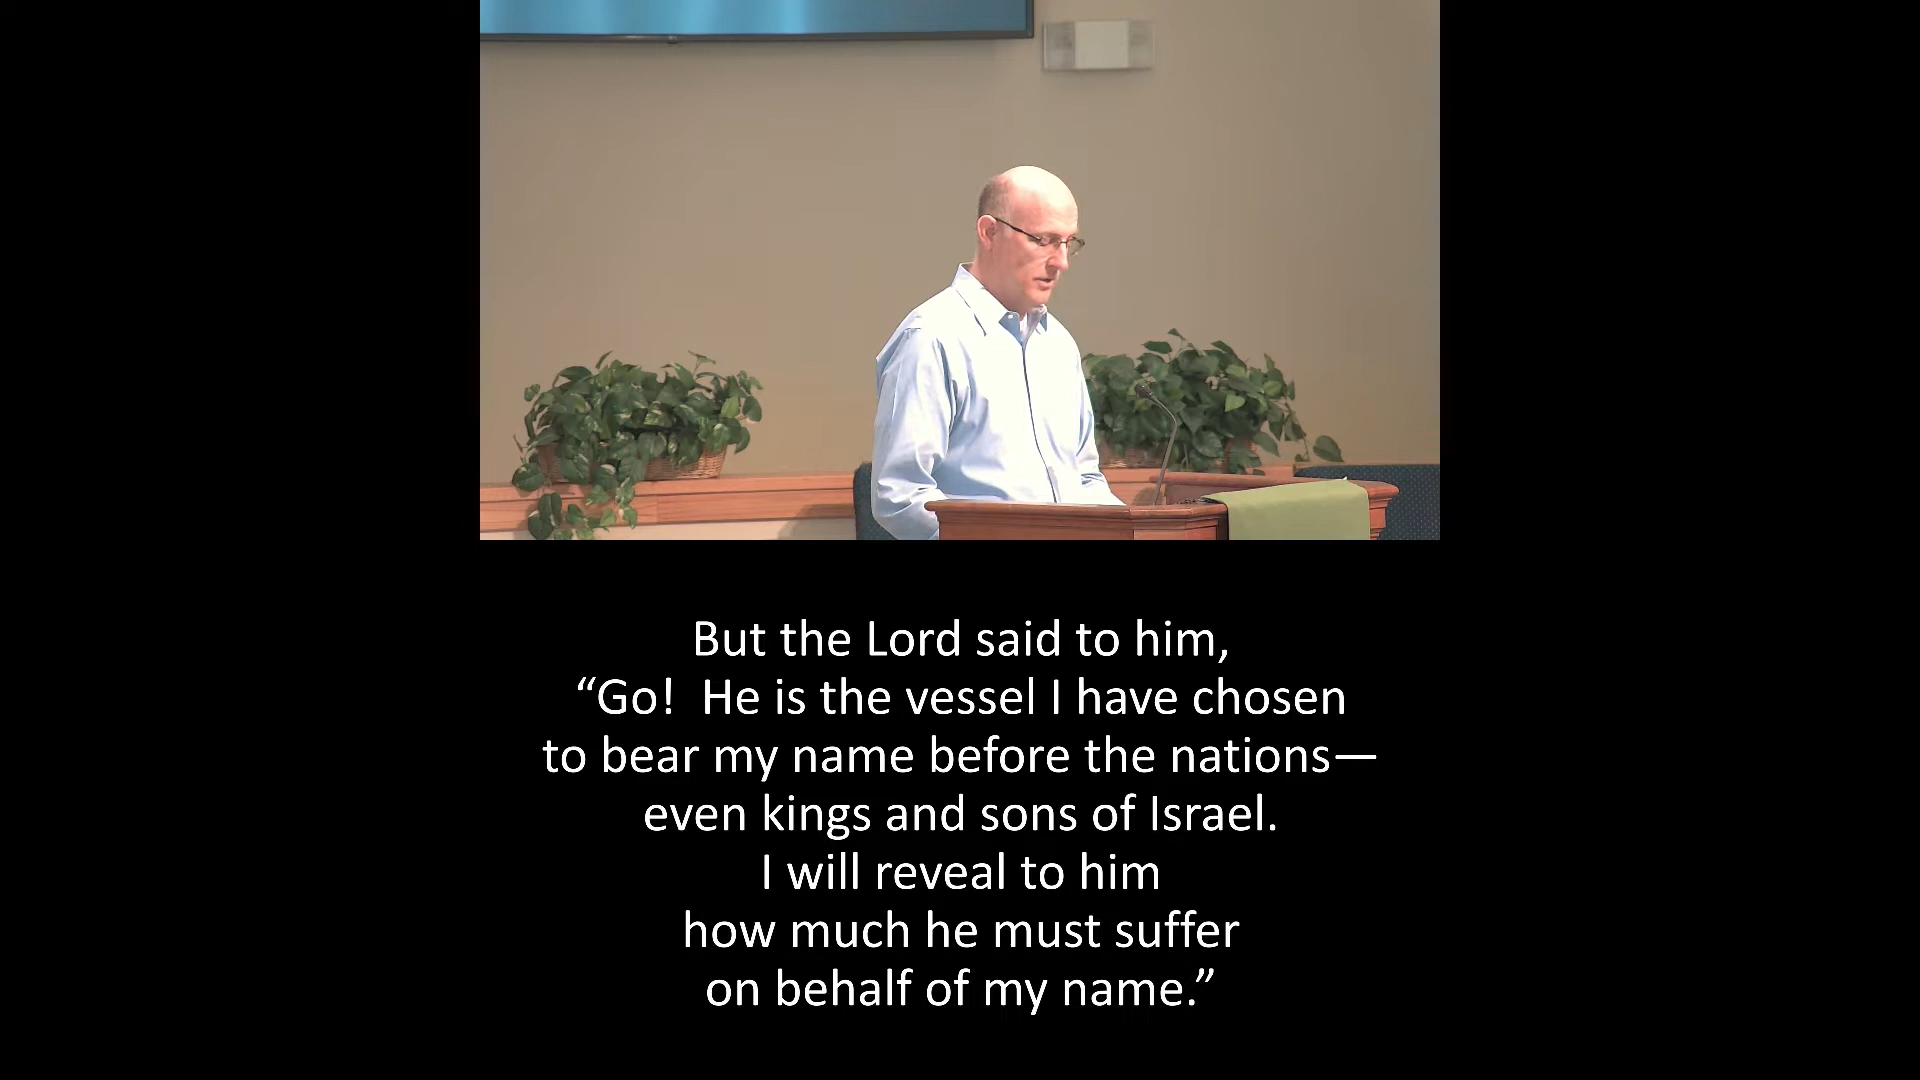 But the Lord said to him,
“Go!  He is the vessel I have chosen
to bear my name before the nations—
even kings and sons of Israel.
I will reveal to him
how much he must suffer
on behalf of my name.”